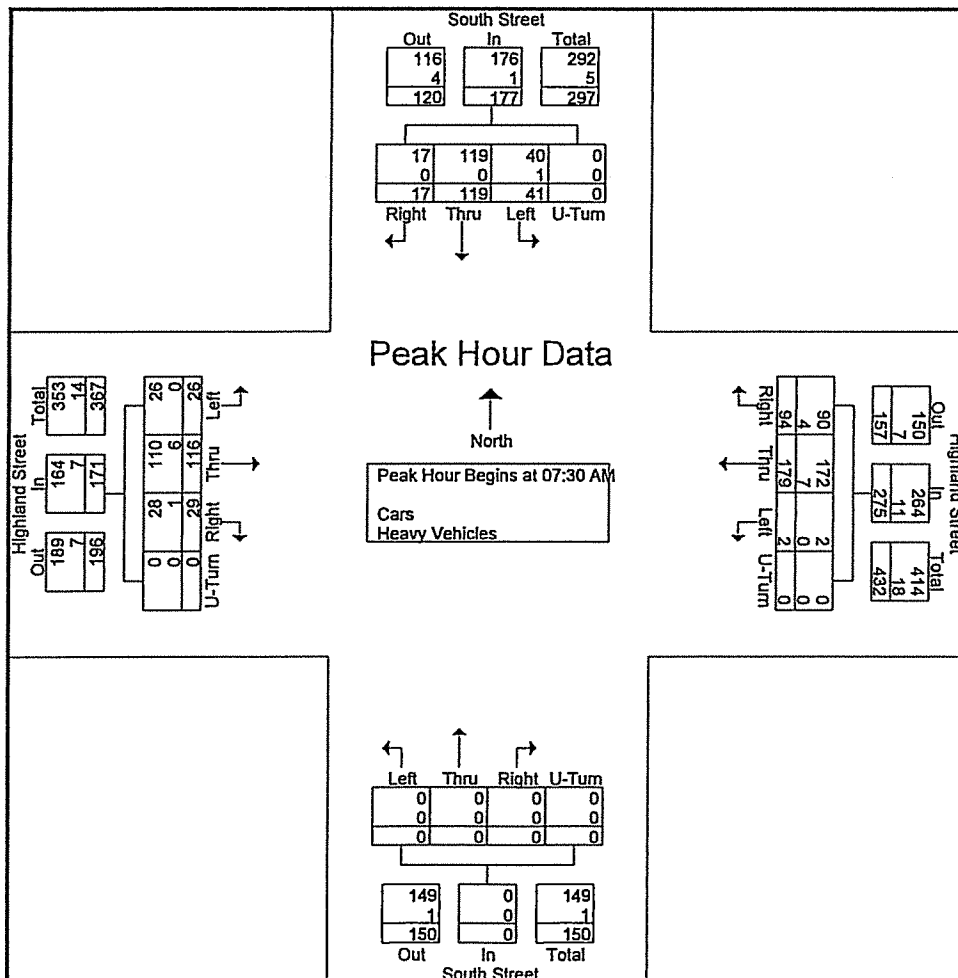 South Street
Out In Total
116 176 292
4 1 5
120 177 297
17 119 40 0
0 0 1 0
17 119 41 0
Right Thru Left U-Turn
Peak Hour Data
North
Peak Hour Begins at 07:30 AM
Cars
Heavy Vehicles
Highland Street
Total In Out
353 164 189
14 7 7
367 171 196
26 110 28 0
0 6 1 0
26 116 29 0
Left Thru Right U-Turn
Highland Street
Out In Total
150 264 414
7 11 18
157 275 432
90 172 2 0
4 7 0 0
94 179 2 0
Right Thru Left U-Turn
Left Thru Right U-Turn
0 0 0 0
0 0 0 0
0 0 0 0
149 0 149
1 0 1
150 0 150
Out In Total
South Street